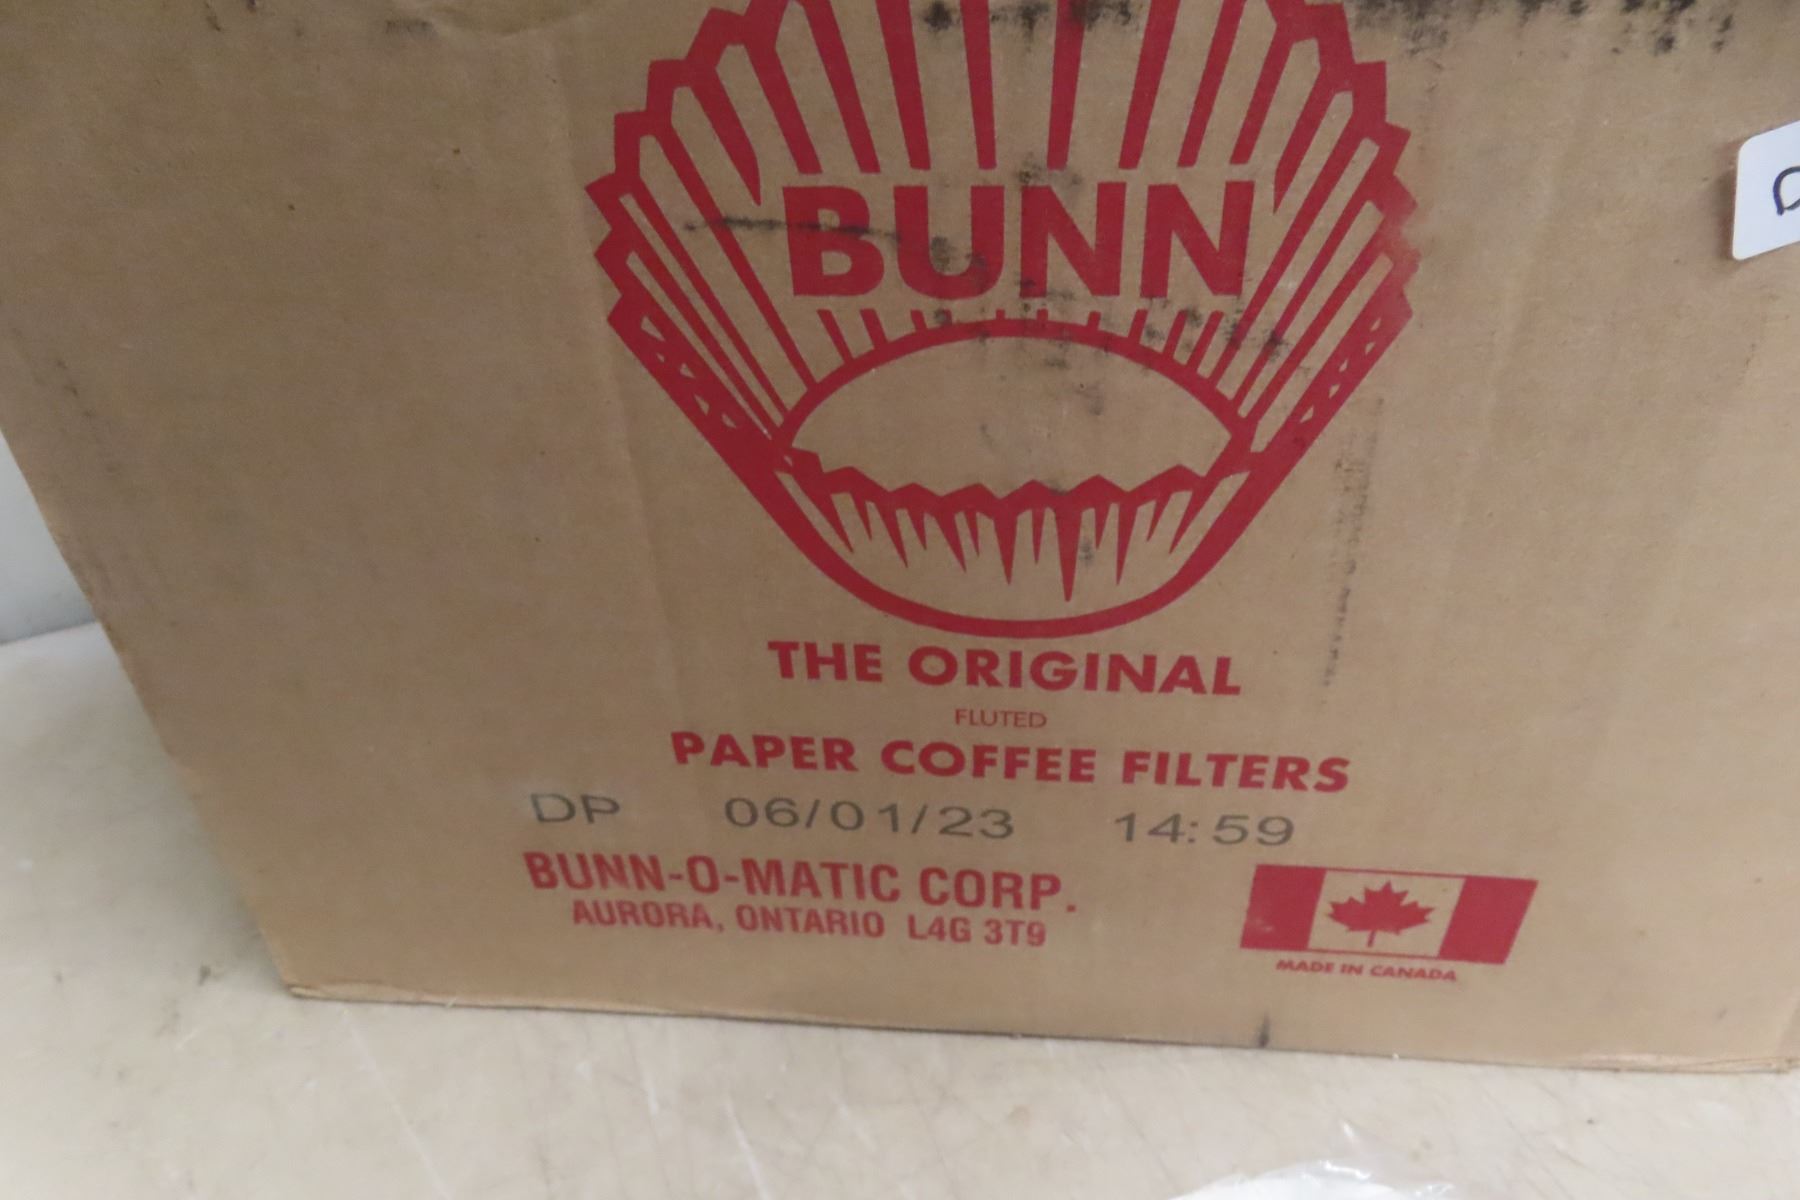 BUNN
THE ORIGINAL
FLUTED
PAPER COFFEE FILTERS
DP 06/01/23 14:59
BUNN-O-MATIC CORP.
AURORA, ONTARIO L4G 3T9
MADE IN CANADA